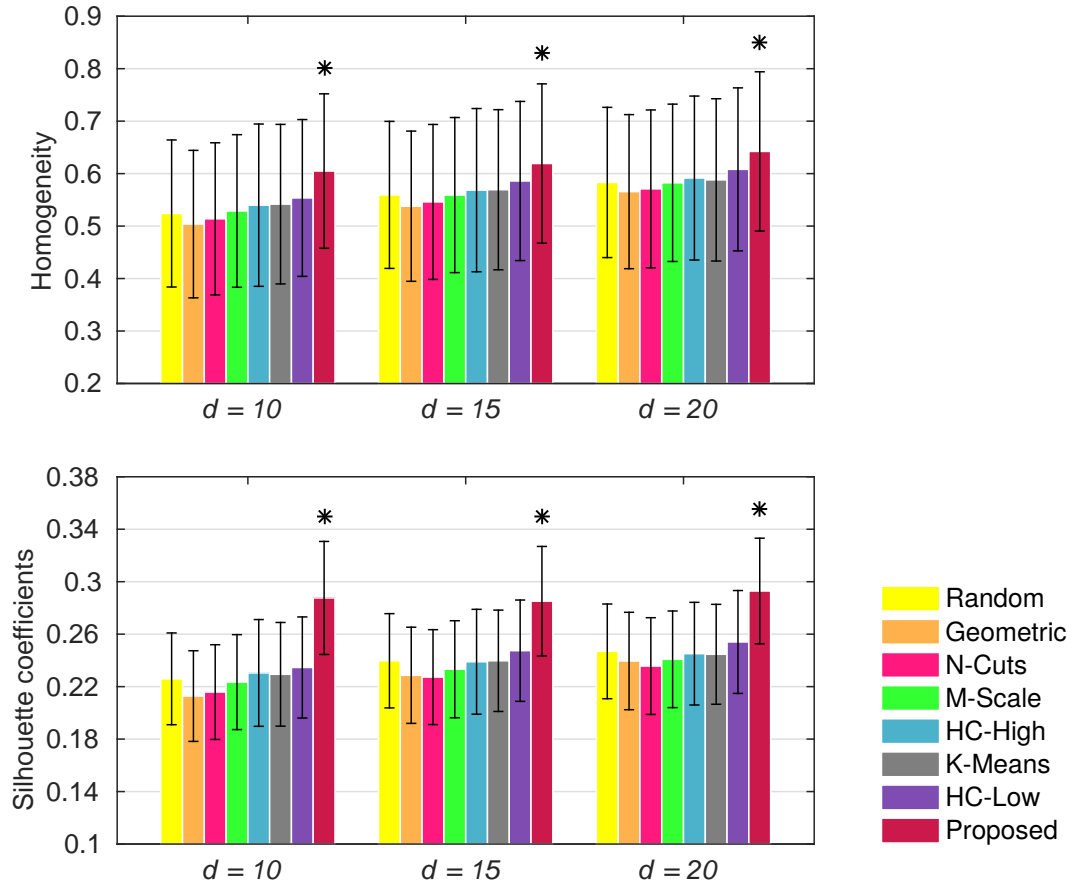 0.9
0.8
0.7
0.6
0.5
0.4
0.3
0.2
Homogeneity
*
*
*
d = 10
d = 15
d = 20
0.38
0.34
0.3
0.26
0.22
0.18
0.14
0.1
Silhouette coefficients
*
*
*
d = 10
d = 15
d = 20
Random
Geometric
N-Cuts
M-Scale
HC-High
K-Means
HC-Low
Proposed